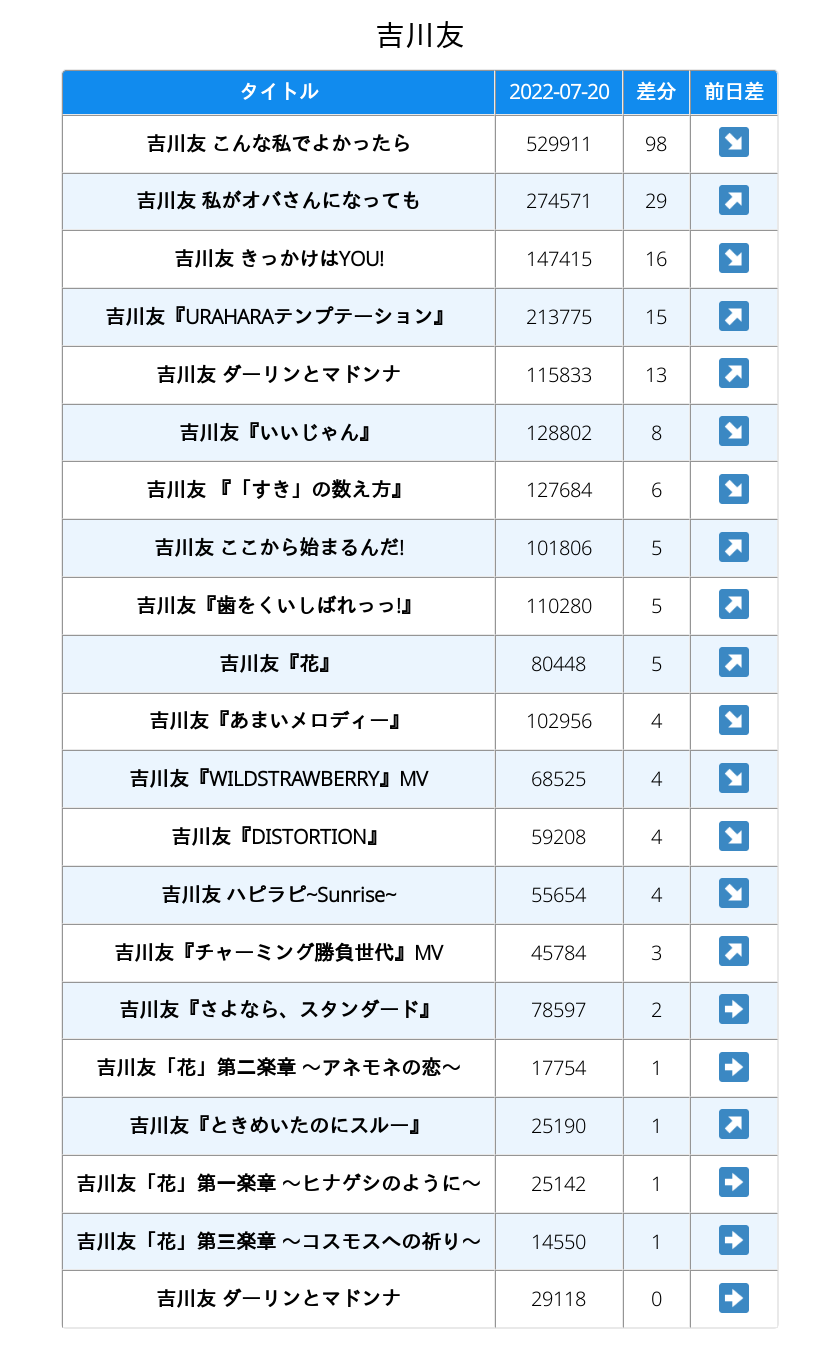 吉川友
タイトル 2022-07-20 差分 前日差
吉川友 こんな私でよかったら 529911 98
吉川友 私がオバさんになっても 274571 29
吉川友 きっかけはYOU! 147415 16
吉川友『URAHARAテンプテーション』 213775 15
吉川友 ダーリンとマドンナ 115833 13
吉川友『いいじゃん』 128802 8
吉川友 『「すき」の数え方』 127684 6
吉川友 ここから始まるんだ! 101806 5
吉川友『歯をくいしばれっっ!』 110280 5
吉川友『花』 80448 5
吉川友『あまいメロディー』 102956 4
吉川友『WILDSTRAWBERRY』MV 68525 4
吉川友『DISTORTION』 59208 4
吉川友 ハピラピ~Sunrise~ 55654 4
吉川友『チャーミング勝負世代』MV 45784 3
吉川友『さよなら、スタンダード』 78597 2
吉川友「花」第二楽章 〜アネモネの恋〜 17754 1
吉川友『ときめいたのにスルー』 25190 1
吉川友「花」第一楽章 〜ヒナゲシのように〜 25142 1
吉川友「花」第三楽章 〜コスモスへの祈り〜 14550 1
吉川友 ダーリンとマドンナ 29118 0